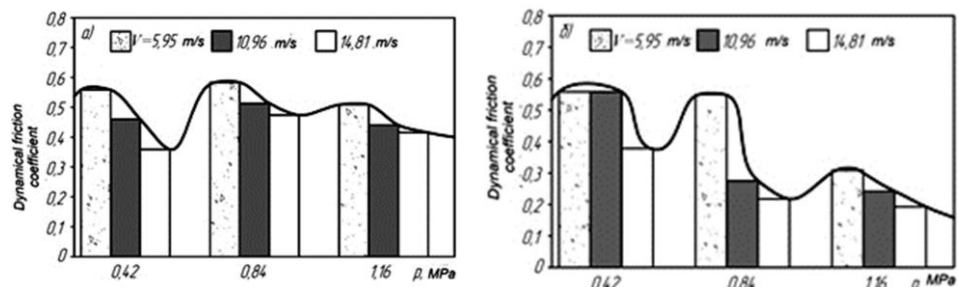 Dynamical friction coefficient
0,8
0,7
0,6
0,5
0,4
0,3
0,2
0,1
0
а)
V=5,95 m/s
10,96 m/s
14,81 m/s
0,42
0,84
1,16
p, MPa
Dynamical friction coefficient
0,8
0,7
0,6
0,5
0,4
0,3
0,2
0,1
0
б)
V=5,95 m/s
10,96 m/s
14,81 m/s
0,42
0,84
1,16
p MPa